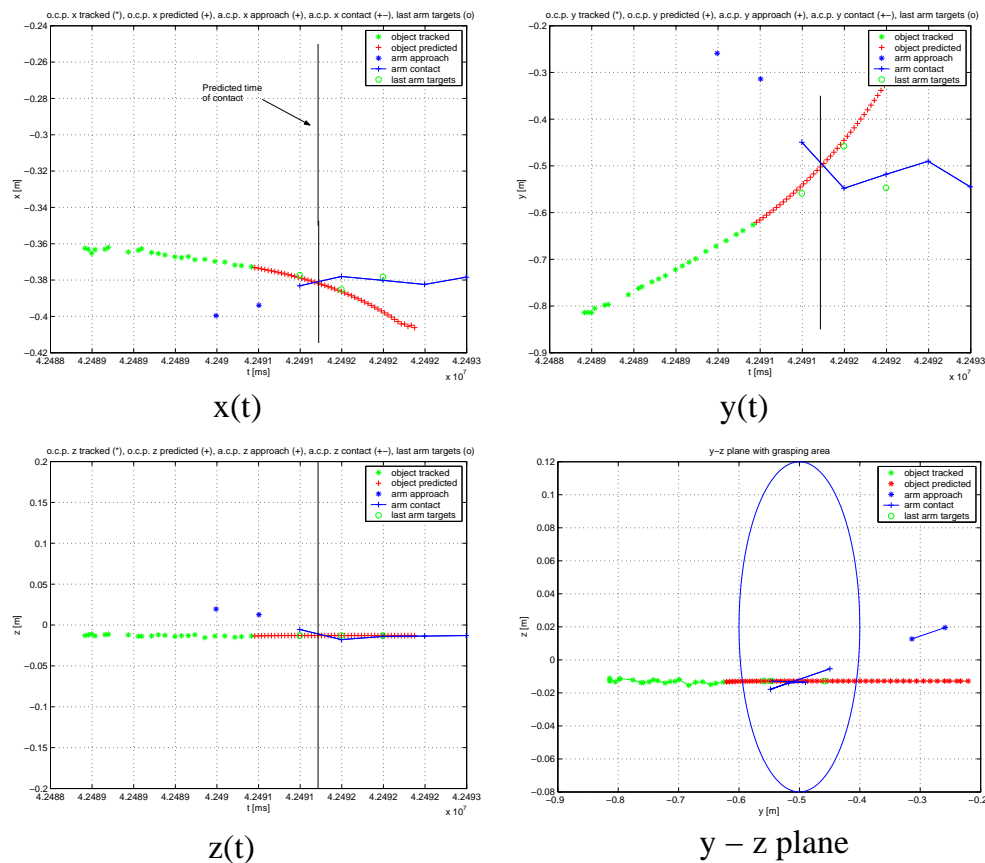 o.c.p. x tracked (*), o.c.p. x predicted (+), a.c.p. x approach (+), a.c.p. x contact (+−), last arm targets (o)
−0.24
−0.26
−0.28
−0.3
−0.32
−0.34
−0.36
−0.38
−0.4
−0.42
x [m]
object tracked
object predicted
arm approach
arm contact
last arm targets
Predicted time
of contact
4.2488 4.2489 4.2489 4.249 4.249 4.2491 4.2491 4.2492 4.2492 4.2493 4.2493
t [ms]
x 10^7
x(t)
o.c.p. y tracked (*), o.c.p. y predicted (+), a.c.p. y approach (+), a.c.p. y contact (+−), last arm targets (o)
−0.2
−0.3
−0.4
−0.5
−0.6
−0.7
−0.8
−0.9
y [m]
object tracked
object predicted
arm approach
arm contact
last arm targets
4.2488 4.2489 4.2489 4.249 4.249 4.2491 4.2491 4.2492 4.2492 4.2493 4.2493
t [ms]
x 10^7
y(t)
o.c.p. z tracked (*), o.c.p. z predicted (+), a.c.p. z approach (+), a.c.p. z contact (+−), last arm targets (o)
0.2
0.15
0.1
0.05
0
−0.05
−0.1
−0.15
−0.2
z [m]
object tracked
object predicted
arm approach
arm contact
last arm targets
4.2488 4.2489 4.2489 4.249 4.249 4.2491 4.2491 4.2492 4.2492 4.2493 4.2493
t [ms]
x 10^7
z(t)
y−z plane with grasping area
0.12
0.1
0.08
0.06
0.04
0.02
0
−0.02
−0.04
−0.06
−0.08
z [m]
object tracked
object predicted
arm approach
arm contact
last arm targets
−0.9 −0.8 −0.7 −0.6 −0.5 −0.4 −0.3 −0.2
y [m]
y − z plane